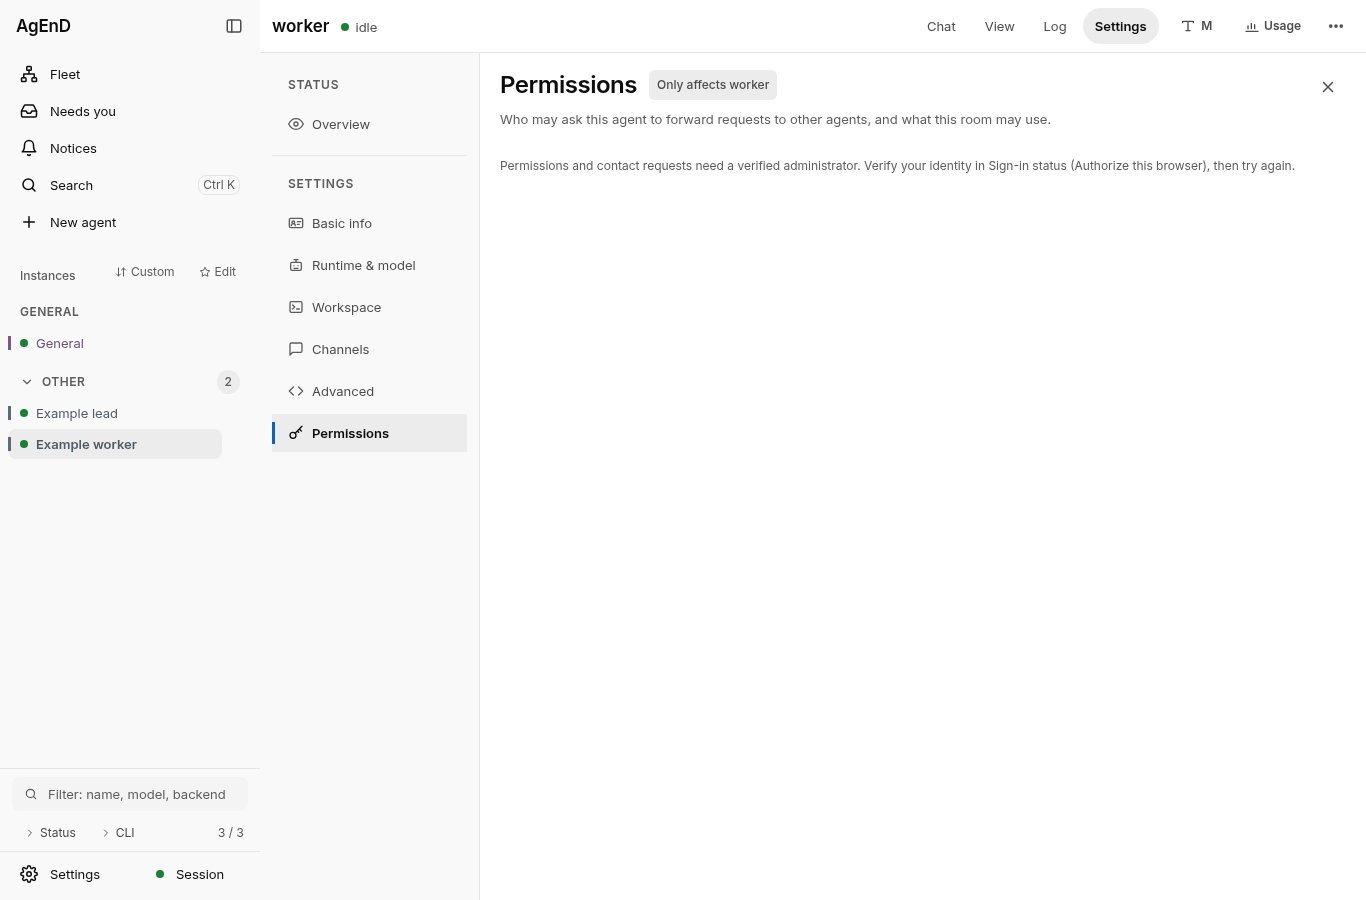 AgEnD
Fleet
Needs you
Notices
Search
Ctrl K
New agent
Instances
Custom
Edit
GENERAL
General
OTHER
2
Example lead
Example worker
Filter: name, model, backend
Status
CLI
3 / 3
Settings
Session
worker
idle
Chat
View
Log
Settings
M
Usage
STATUS
Overview
SETTINGS
Basic info
Runtime & model
Workspace
Channels
Advanced
Permissions
Permissions
Only affects worker
Who may ask this agent to forward requests to other agents, and what this room may use.
Permissions and contact requests need a verified administrator. Verify your identity in Sign-in status (Authorize this browser), then try again.